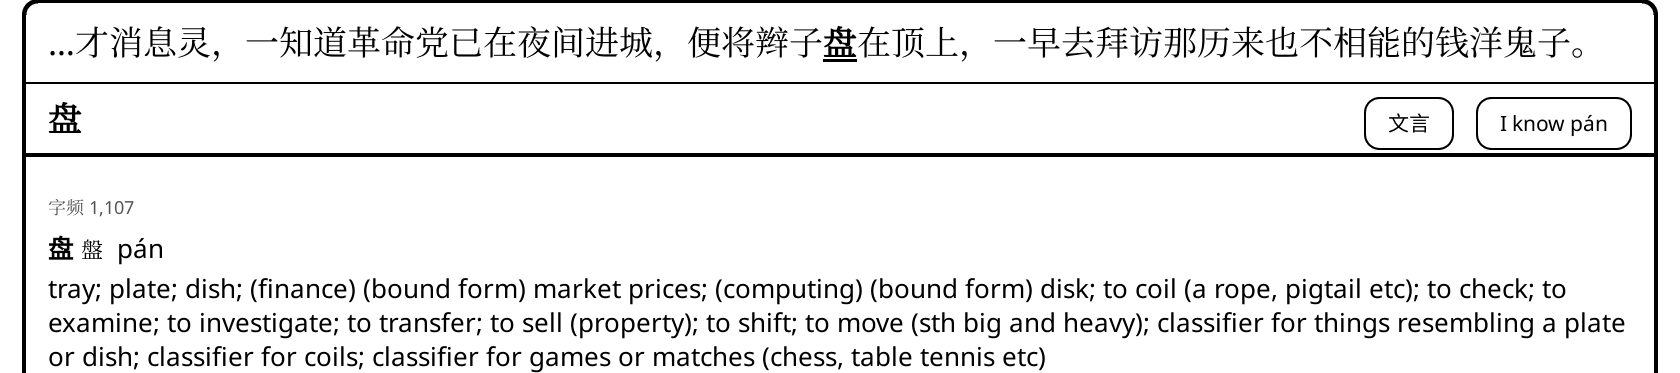 ...才消息灵，一知道革命党已在夜间进城，便将辫子盘在顶上，一早去拜访那历来也不相能的钱洋鬼子。
盘
文言
I know pán
字频 1,107
盘 盤 pán
tray; plate; dish; (finance) (bound form) market prices; (computing) (bound form) disk; to coil (a rope, pigtail etc); to check; to
examine; to investigate; to transfer; to sell (property); to shift; to move (sth big and heavy); classifier for things resembling a plate
or dish; classifier for coils; classifier for games or matches (chess, table tennis etc)